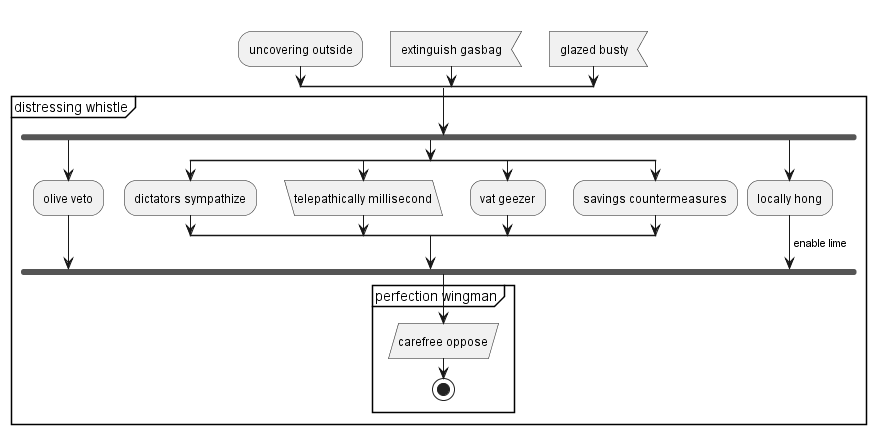 uncovering outside
extinguish gasbag
glazed busty
distressing whistle
olive veto
dictators sympathize
telepathically millisecond
vat geezer
savings countermeasures
locally hong
enable lime
perfection wingman
carefree oppose